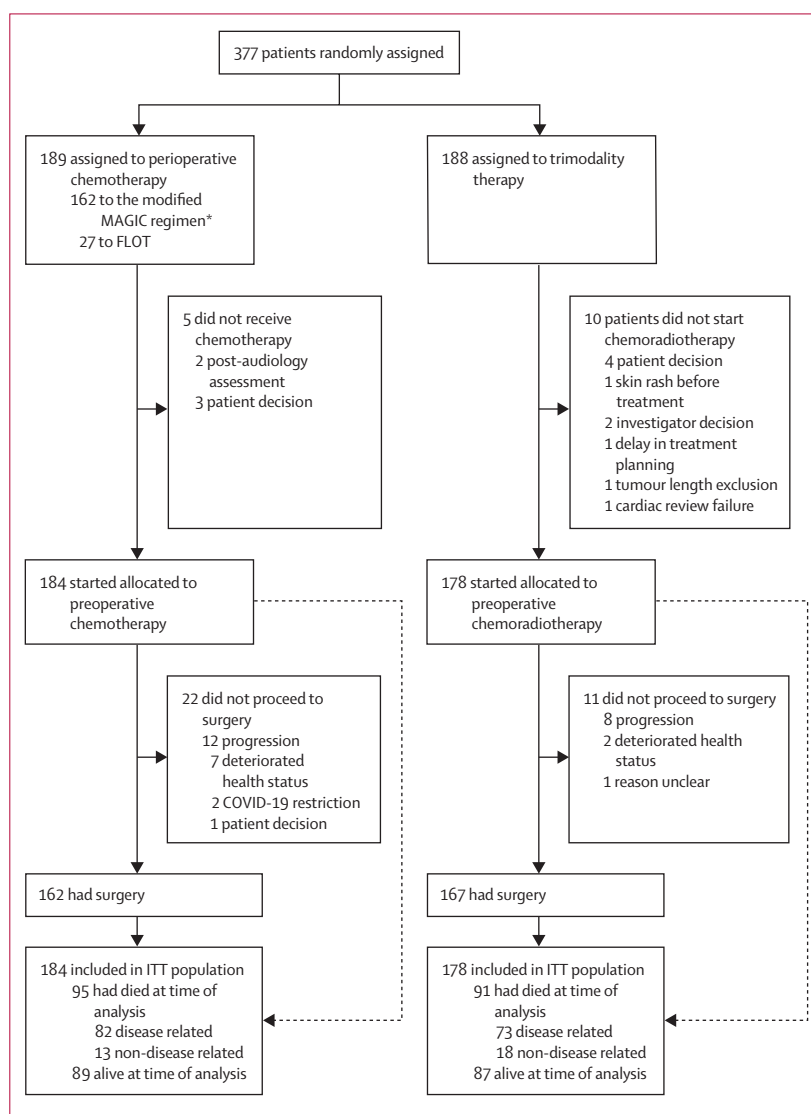 377 patients randomly assigned
189 assigned to perioperative
chemotherapy
162 to the modified
MAGIC regimen*
27 to FLOT
188 assigned to trimodality
therapy
5 did not receive
chemotherapy
2 post-audiology
assessment
3 patient decision
10 patients did not start
chemoradiotherapy
4 patient decision
1 skin rash before
treatment
2 investigator decision
1 delay in treatment
planning
1 tumour length exclusion
1 cardiac review failure
184 started allocated to
preoperative
chemotherapy
178 started allocated to
preoperative
chemoradiotherapy
22 did not proceed to
surgery
12 progression
7 deteriorated
health status
2 COVID-19 restriction
1 patient decision
11 did not proceed to surgery
8 progression
2 deteriorated health
status
1 reason unclear
162 had surgery
167 had surgery
184 included in ITT population
95 had died at time of
analysis
82 disease related
13 non-disease related
89 alive at time of analysis
178 included in ITT population
91 had died at time of
analysis
73 disease related
18 non-disease related
87 alive at time of analysis